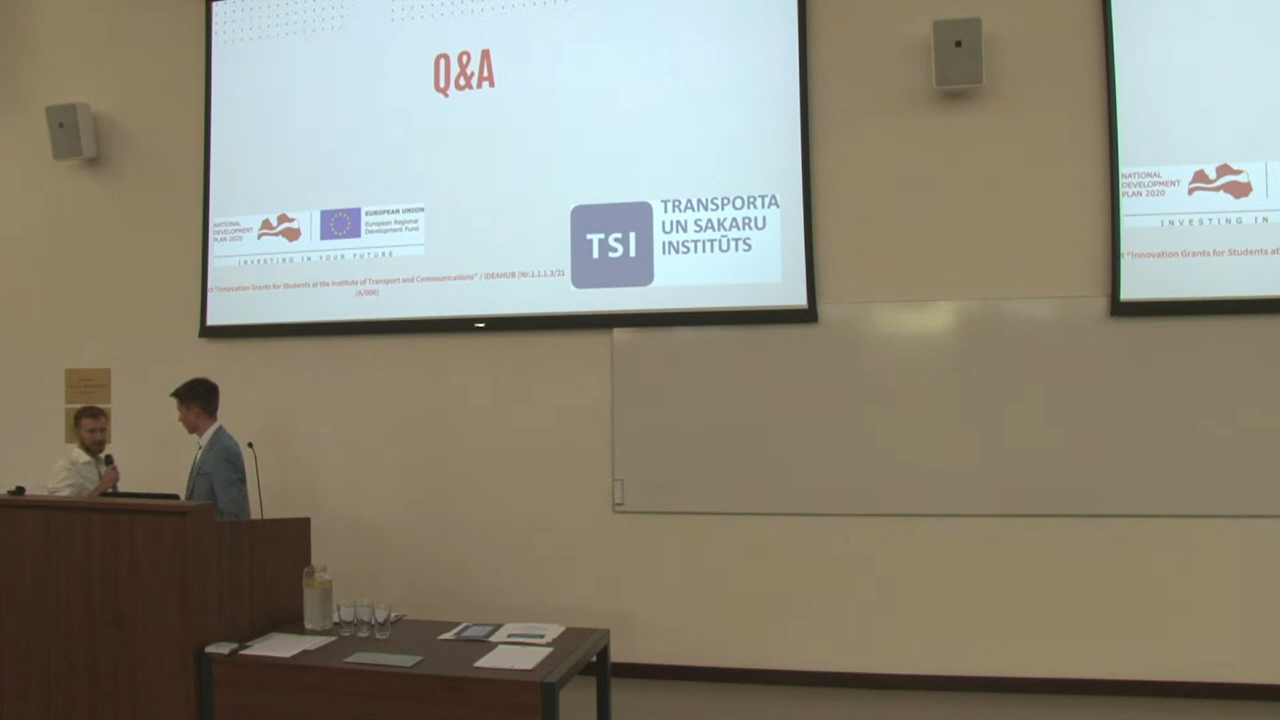 Q&A
NATIONAL
DEVELOPMENT
PLAN 2020
EUROPEAN UNION
European Regional
Development Fund
INVESTING IN YOUR FUTURE
TSI
TRANSPORTA
UN SAKARU
INSTITŪTS
"Innovation Grants for Students at the Institute of Transport and Communications" / IDEAHUB (Nr.1.1.1.3/21
/A/006)
NATIONAL
DEVELOPMENT
PLAN 2020
INVESTING IN
t "Innovation Grants for Students at